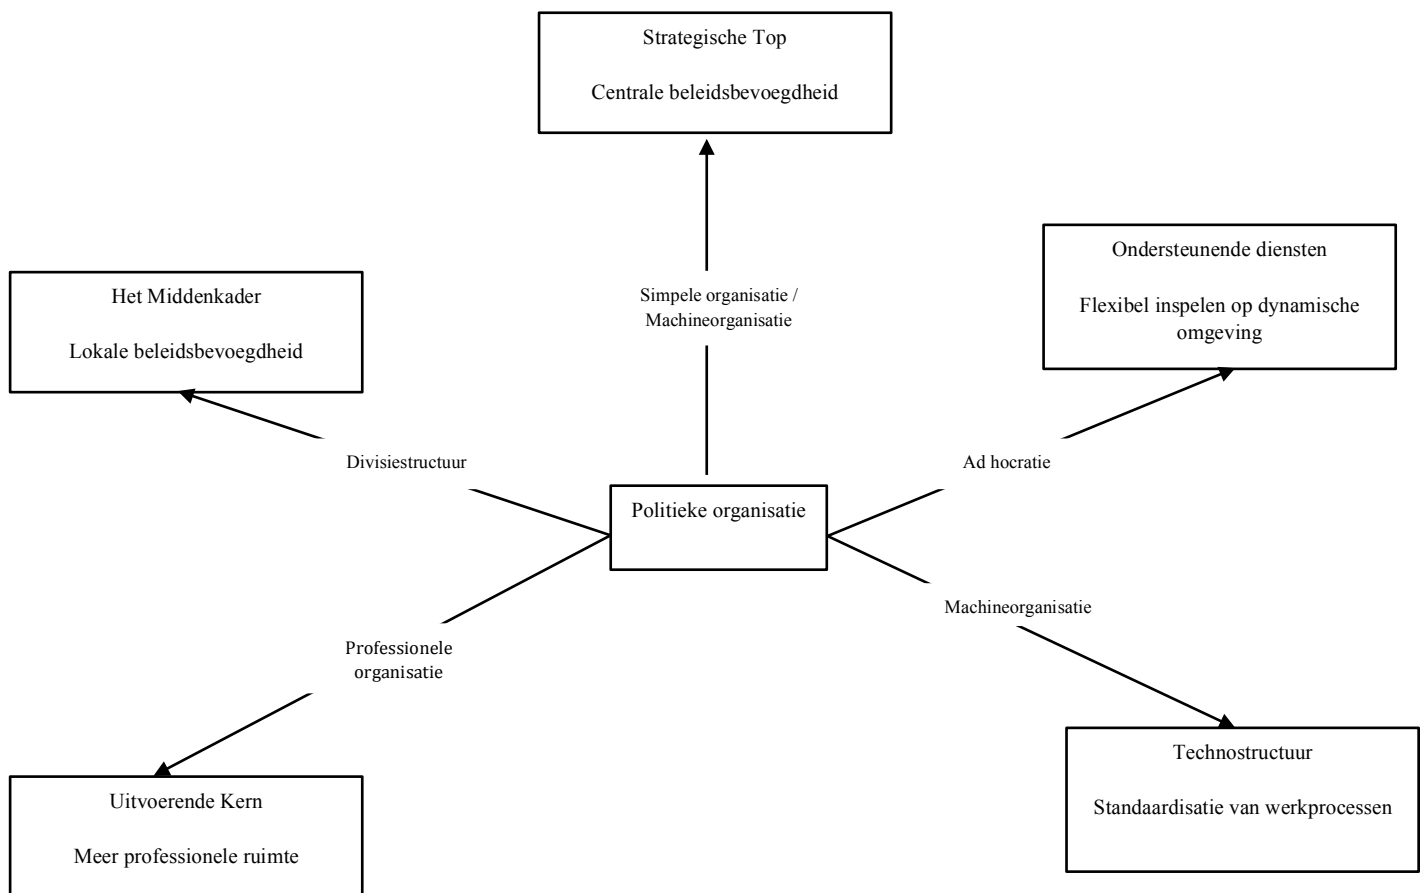 Strategische Top
Centrale beleidsbevoegdheid
Ondersteunende diensten
Flexibel inspelen op dynamische
omgeving
Het Middenkader
Lokale beleidsbevoegdheid
Simpele organisatie /
Machineorganisatie
Divisiestructuur
Ad hocratie
Politieke organisatie
Machineorganisatie
Professionele
organisatie
Technostructuur
Standaardisatie van werkprocessen
Uitvoerende Kern
Meer professionele ruimte